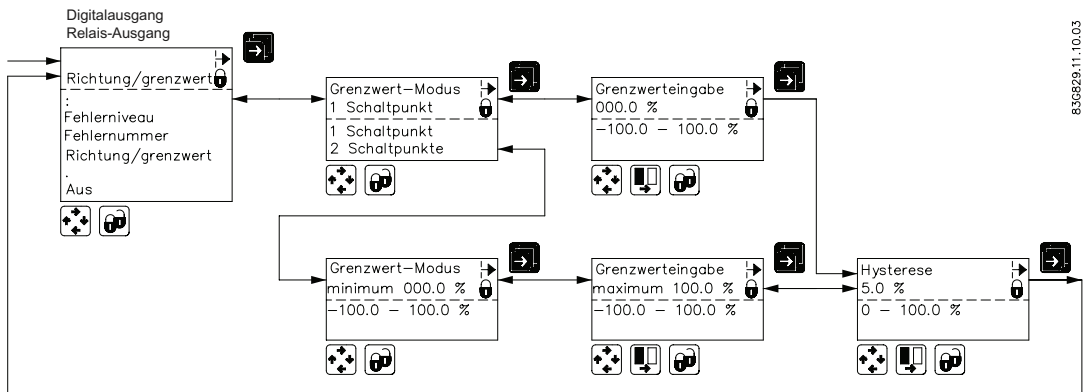 Digitalausgang
Relais-Ausgang
Richtung/grenzwert
:
Fehlerniveau
Fehlernummer
Richtung/grenzwert
.
Aus
Grenzwert-Modus
1 Schaltpunkt
1 Schaltpunkt
2 Schaltpunkte
Grenzwerteingabe
000.0 %
-100.0 - 100.0 %
Grenzwert-Modus
minimum 000.0 %
-100.0 - 100.0 %
Grenzwerteingabe
maximum 100.0 %
-100.0 - 100.0 %
Hysterese
5.0 %
0 - 100.0 %
83G829.11.10.03